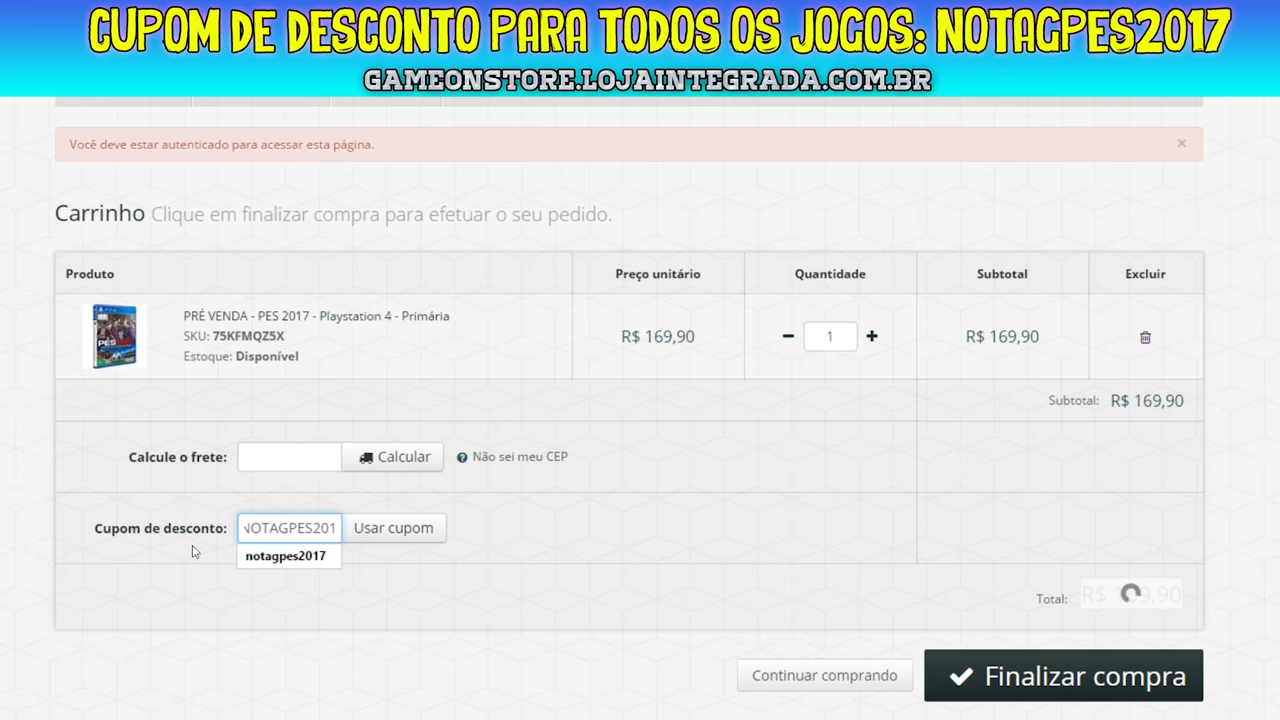 CUPOM DE DESCONTO PARA TODOS OS JOGOS: NOTAGPES2017
GAMEONSTORE.LOJAINTEGRADA.COM.BR
Você deve estar autenticado para acessar esta página. ×
Carrinho Clique em finalizar compra para efetuar o seu pedido.
Produto Preço unitário Quantidade Subtotal Excluir
PRÉ VENDA - PES 2017 - Playstation 4 - Primária
SKU: 75KFMQZ5X
Estoque: Disponível
PES
R$ 169,90 1 R$ 169,90
Subtotal: R$ 169,90
Calcule o frete: Calcular Não sei meu CEP
Cupom de desconto: NOTAGPES201 Usar cupom
notagpes2017
Total: R$
Continuar comprando Finalizar compra